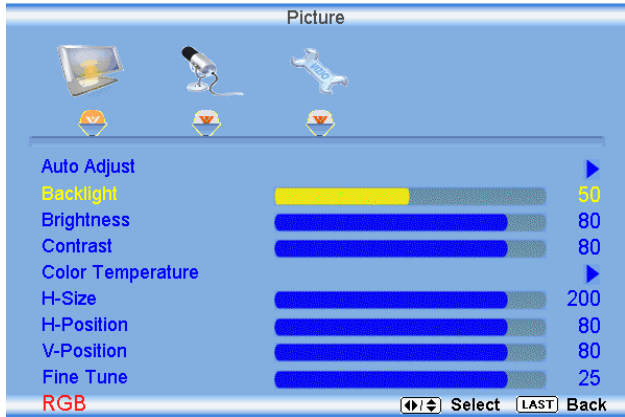 Picture
VIZIO
Auto Adjust
Backlight 50
Brightness 80
Contrast 80
Color Temperature
H-Size 200
H-Position 80
V-Position 80
Fine Tune 25
RGB Select LAST Back